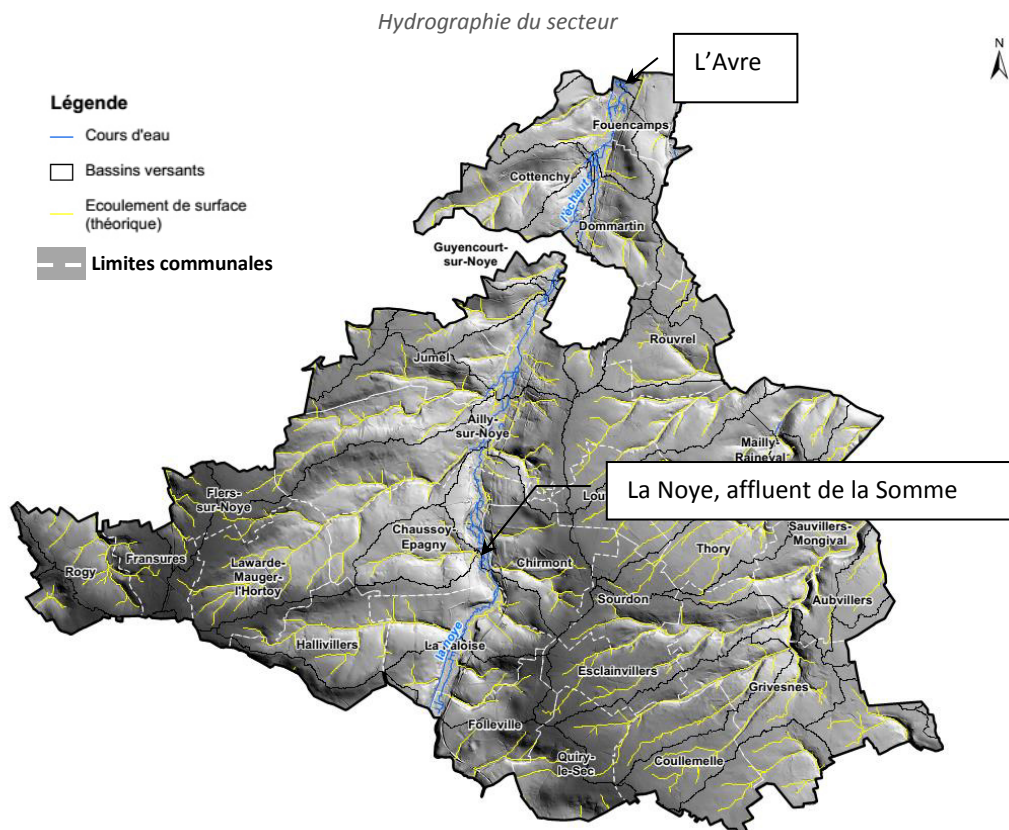 Hydrographie du secteur
L'Avre
N
Légende
Cours d'eau
Bassins versants
Ecoulement de surface
(théorique)
Limites communales
Fouencamps
Cottenchy
l'échaut
Dommartin
Guyencourt-
sur-Noye
Rouvrel
Jumel
Ailly-
sur-Noye
Mailly-
Raineval
La Noye, affluent de la Somme
Lou
Flers-
sur-Noye
Chaussoy-
Epagny
Sauvillers-
Mongival
Thory
Fransures
Rogy
Lawarde-
Mauger-
l'Hortoy
Chirmont
Aubvillers
Sourdon
Hallivillers
La
aloise
la noye
Esclainvillers
Grivesnes
Folleville
Quiry-
le-Sec
Coullemelle